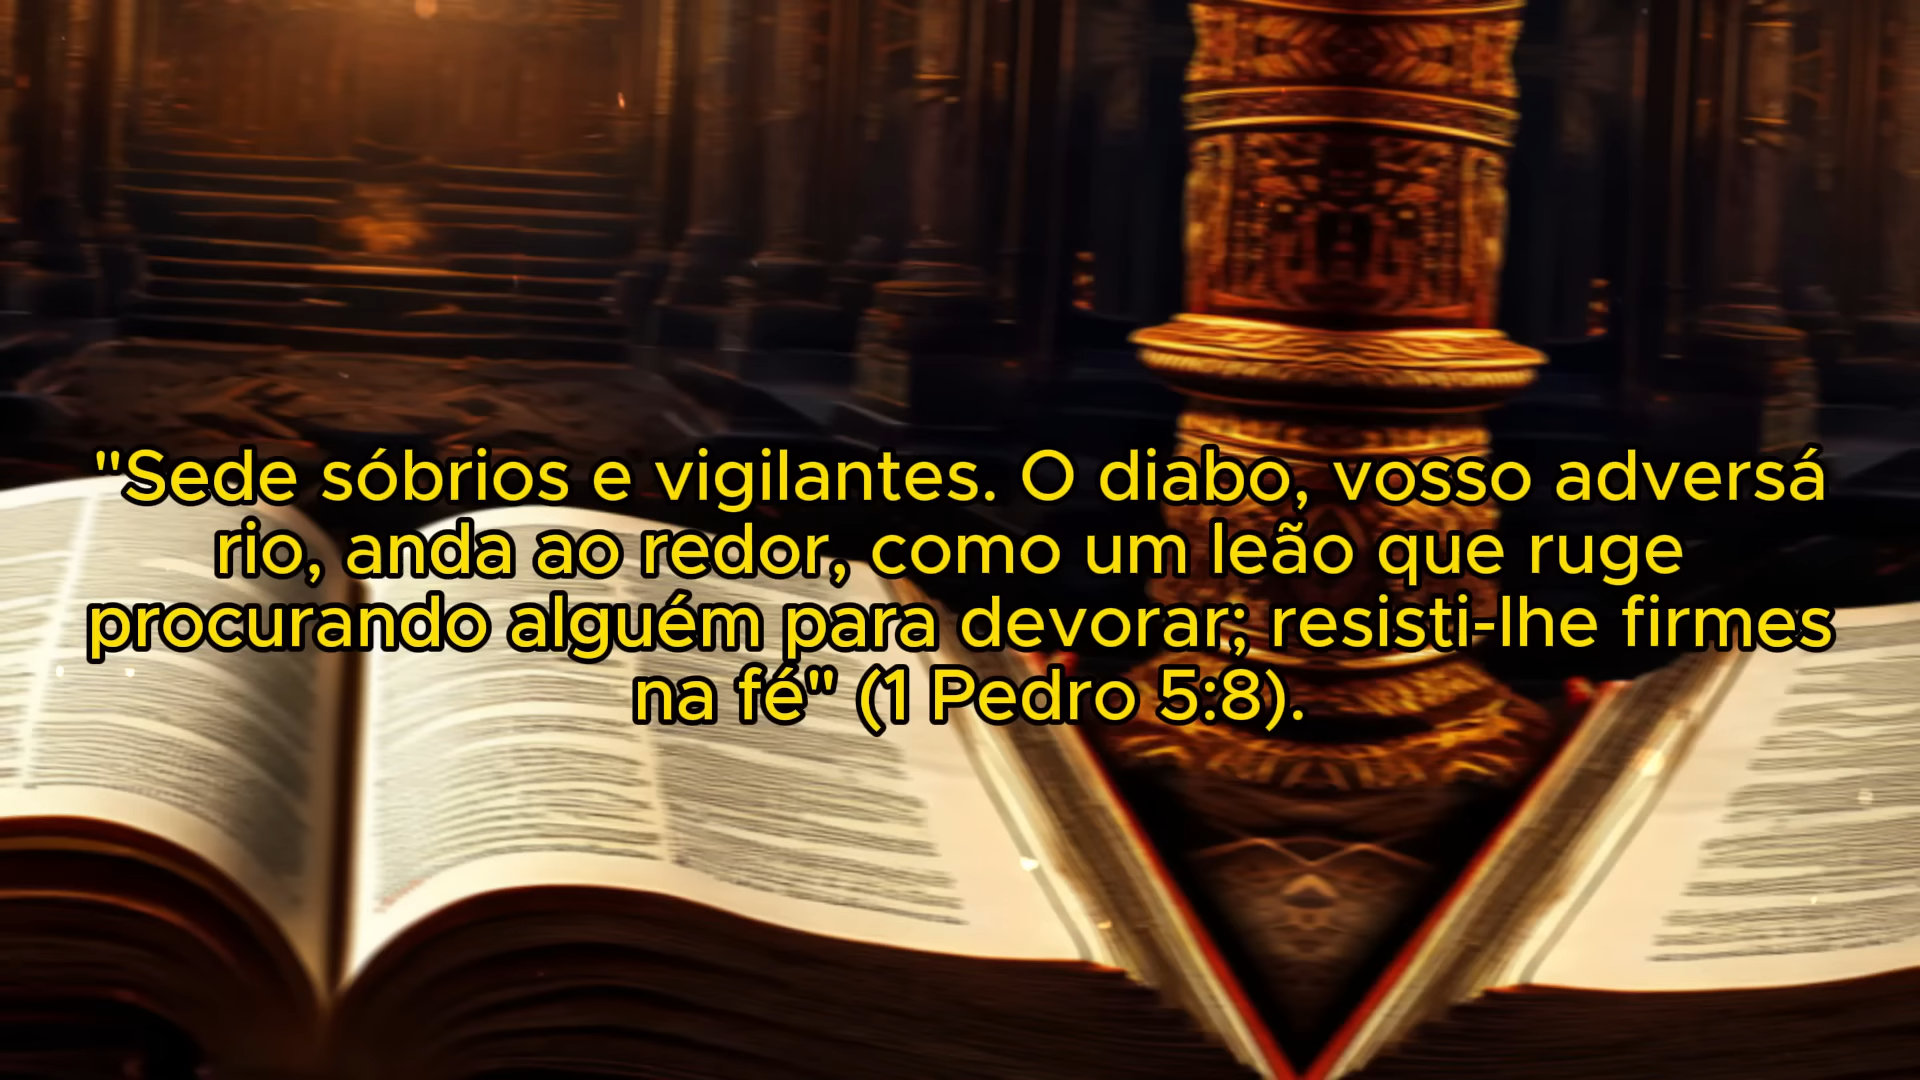 "Sede sóbrios e vigilantes. O diabo, vosso adversá
rio, anda ao redor, como um leão que ruge
procurando alguém para devorar; resisti-lhe firmes
na fé" (1 Pedro 5:8).